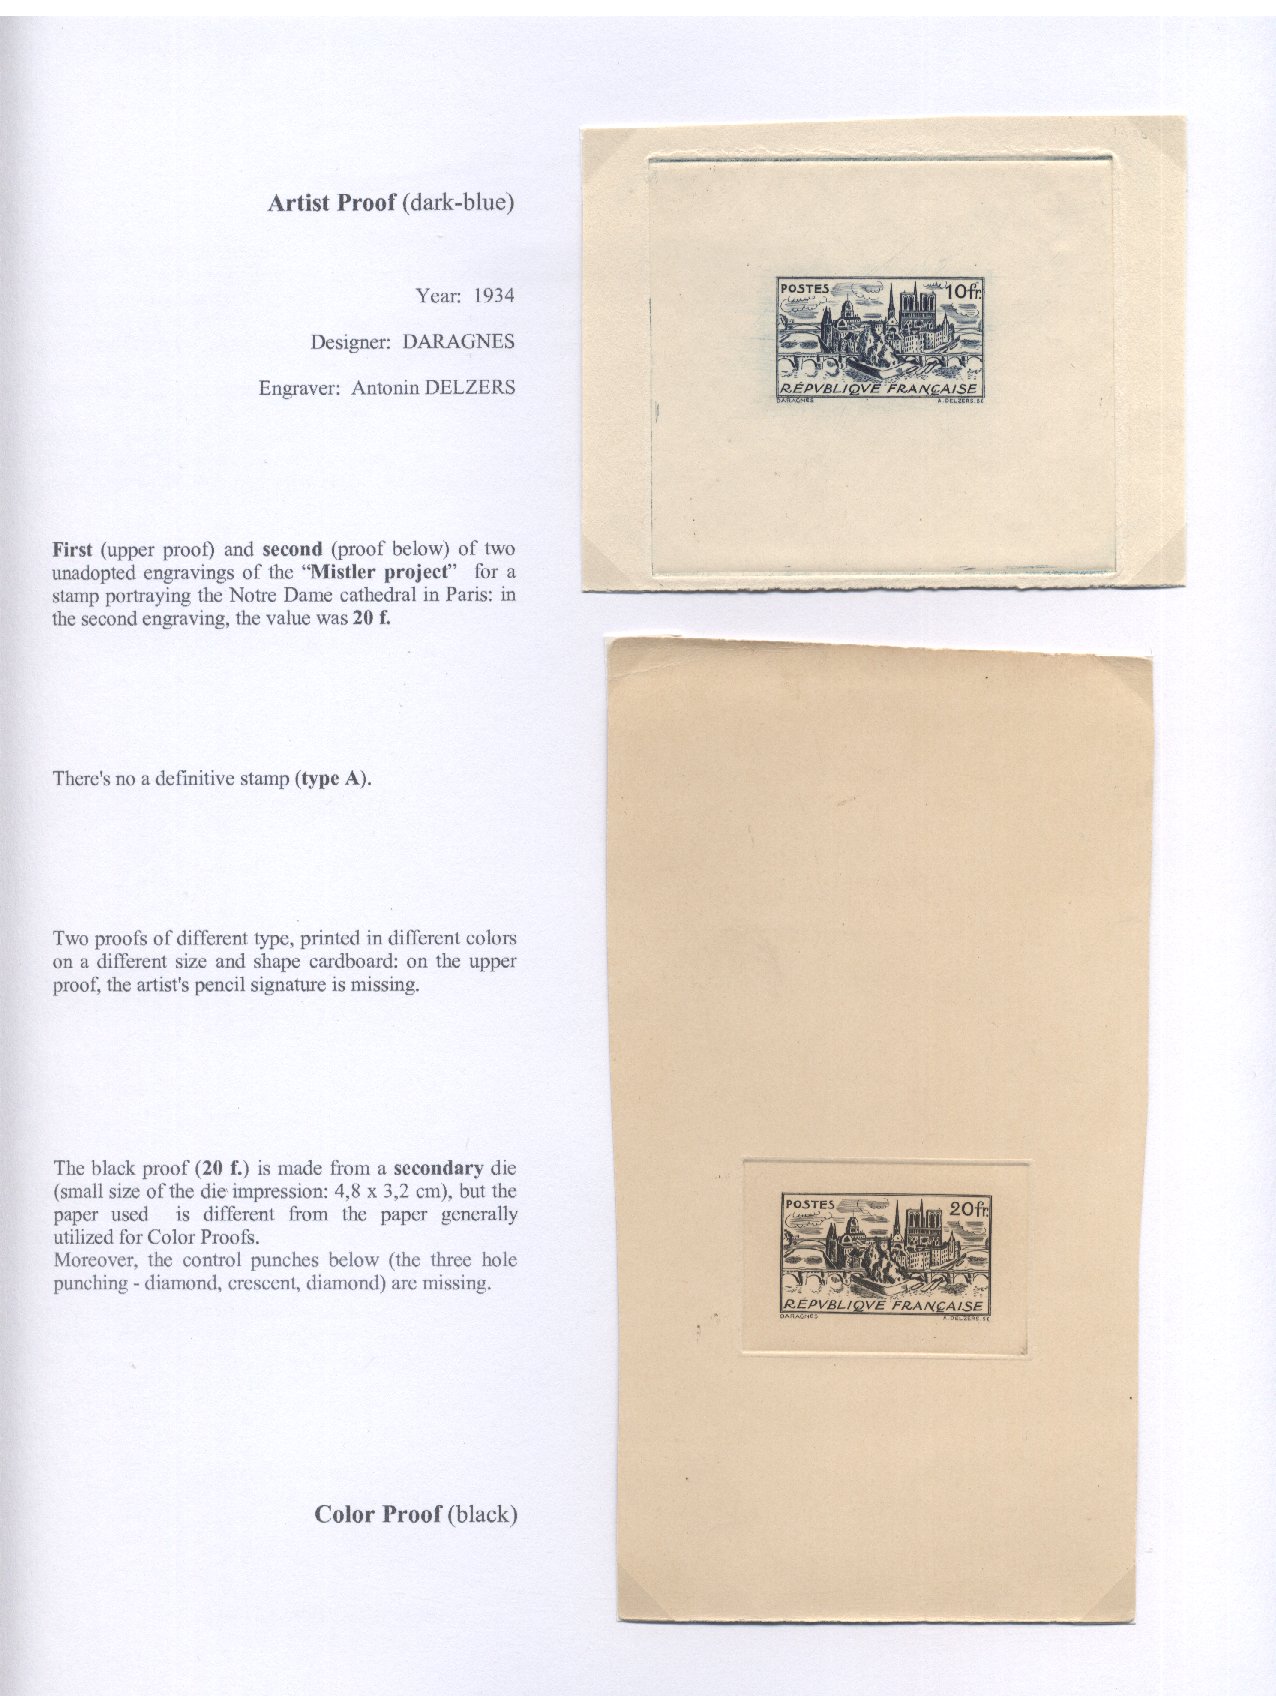 Artist Proof (dark-blue)
Year: 1934
Designer: DARAGNES
Engraver: Antonin DELZERS
First (upper proof) and second (proof below) of two
unadopted engravings of the “Mistler project” for a
stamp portraying the Notre Dame cathedral in Paris: in
the second engraving, the value was 20 f.
There's no a definitive stamp (type A).
Two proofs of different type, printed in different colors
on a different size and shape cardboard: on the upper
proof, the artist's pencil signature is missing.
The black proof (20 f.) is made from a secondary die
(small size of the die impression: 4,8 x 3,2 cm), but the
paper used is different from the paper generally
utilized for Color Proofs.
Moreover, the control punches below (the three hole
punching - diamond, crescent, diamond) are missing.
Color Proof (black)
POSTES 10fr.
RÉPVBLIQVE FRANÇAISE
DARAGNES A. DELZERS. SC
POSTES 20fr.
RÉPVBLIQVE FRANÇAISE
DARAGNES A. DELZERS. SC